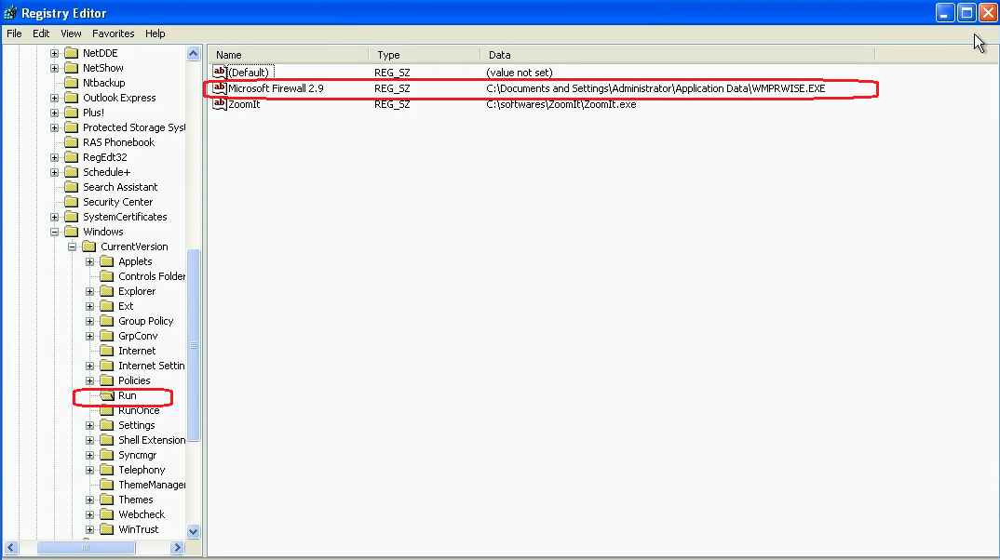 Registry Editor
File Edit View Favorites Help
NetDDE
NetShow
Ntbackup
Outlook Express
Plus!
Protected Storage Syst
RAS Phonebook
RegEdt32
Schedule+
Search Assistant
Security Center
SystemCertificates
Windows
CurrentVersion
Applets
Controls Folder
Explorer
Ext
Group Policy
GrpConv
Internet
Internet Settin
Policies
Run
RunOnce
Settings
Shell Extension
Syncmgr
Telephony
ThemeManager
Themes
Webcheck
WinTrust
Name Type Data
ab (Default) REG_SZ (value not set)
ab Microsoft Firewall 2.9 REG_SZ C:\Documents and Settings\Administrator\Application Data\WMPRWISE.EXE
ab ZoomIt REG_SZ C:\softwares\ZoomIt\ZoomIt.exe